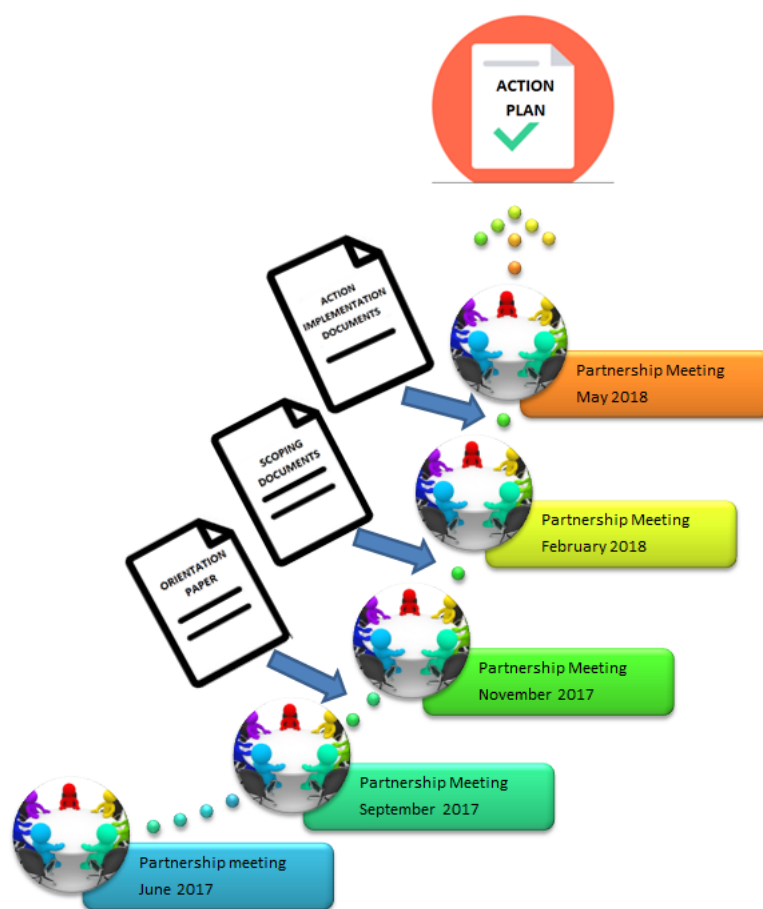 ACTION
PLAN
ACTION
IMPLEMENTATION
DOCUMENTS
Partnership Meeting
May 2018
SCOPING
DOCUMENTS
Partnership Meeting
February 2018
ORIENTATION
PAPER
Partnership Meeting
November 2017
Partnership Meeting
September 2017
Partnership meeting
June 2017